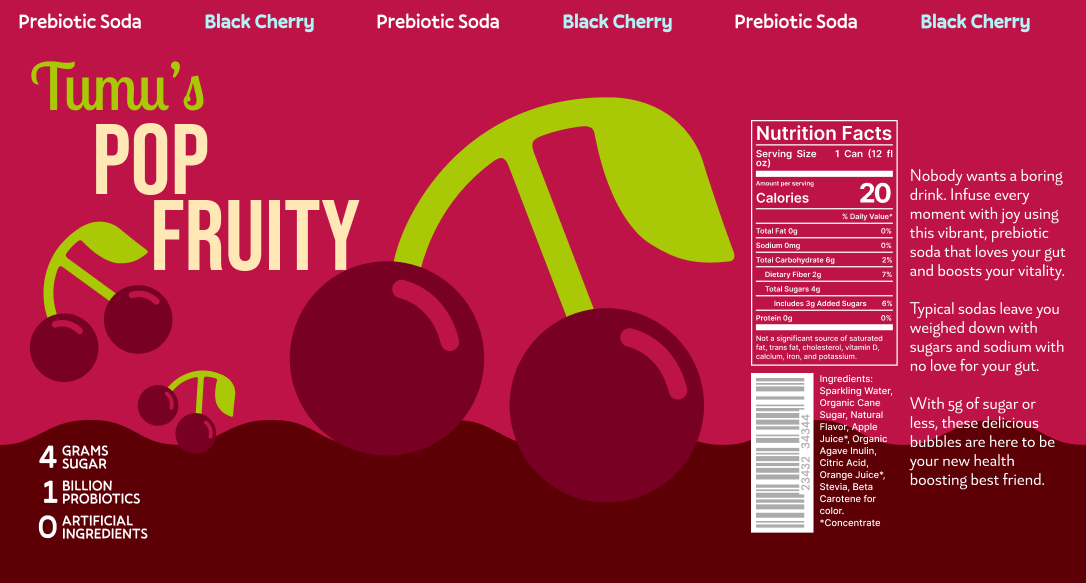 Prebiotic Soda Black Cherry Prebiotic Soda Black Cherry Prebiotic Soda Black Cherry
Tumu's
POP
FRUITY
4 GRAMS
SUGAR
1 BILLION
PROBIOTICS
0 ARTIFICIAL
INGREDIENTS
Nutrition Facts
Serving Size 1 Can (12 fl
oz)
Amount per serving
Calories 20
% Daily Value*
Total Fat 0g 0%
Sodium 0mg 0%
Total Carbohydrate 6g 2%
Dietary Fiber 2g 7%
Total Sugars 4g
Includes 3g Added Sugars 6%
Protein 0g 0%
Not a significant source of saturated
fat, trans fat, cholesterol, vitamin D,
calcium, iron, and potassium.
23432 34344
Ingredients:
Sparkling Water,
Organic Cane
Sugar, Natural
Flavor, Apple
Juice*, Organic
Agave Inulin,
Citric Acid,
Orange Juice*,
Stevia, Beta
Carotene for
color.
*Concentrate
Nobody wants a boring
drink. Infuse every
moment with joy using
this vibrant, prebiotic
soda that loves your gut
and boosts your vitality.
Typical sodas leave you
weighed down with
sugars and sodium with
no love for your gut.
With 5g of sugar or
less, these delicious
bubbles are here to be
your new health
boosting best friend.